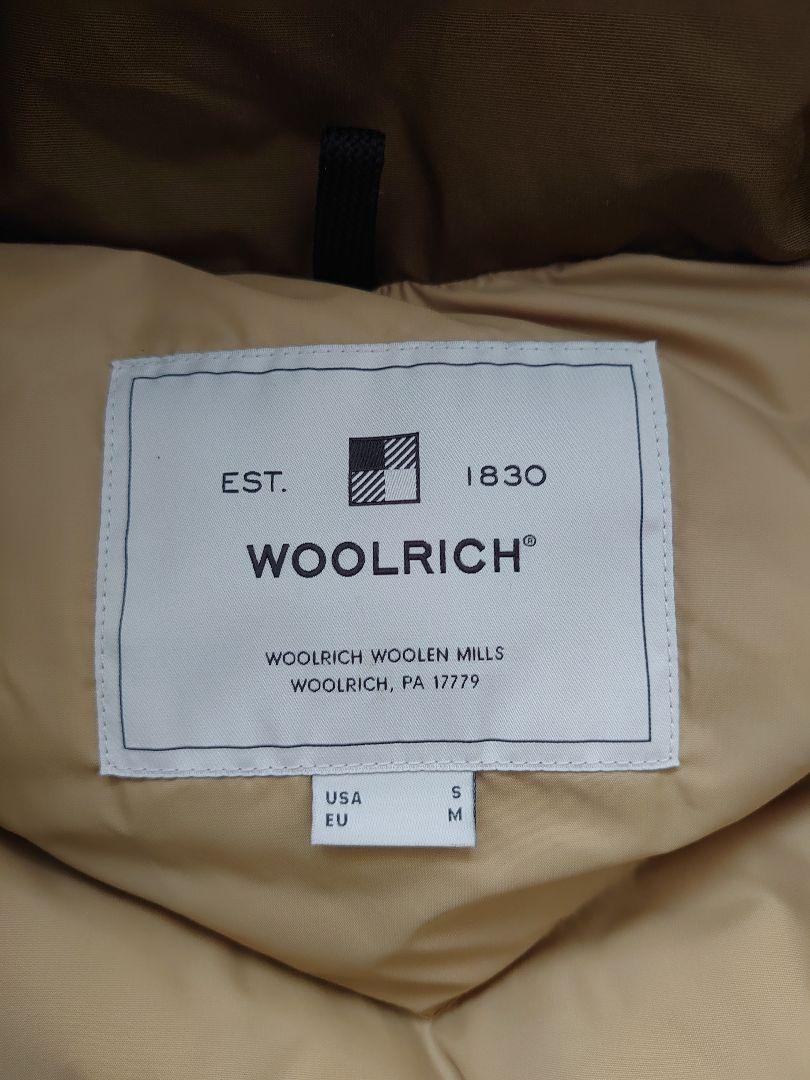 EST. 1830
WOOLRICH®
WOOLRICH WOOLEN MILLS
WOOLRICH, PA 17779
USA S
EU M